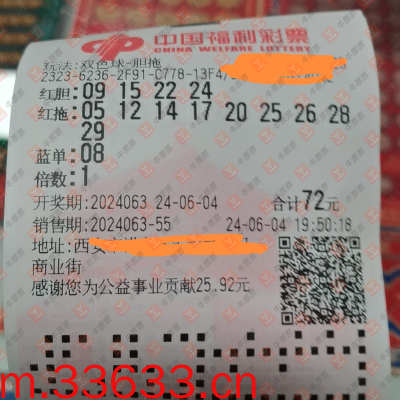 中国福利彩票
CHINA WELFARE LOTTERY
玩法:双色球-胆拖
2323-6236-2F91-C778-13F4/
红胆:09 15 22 24
红拖:05 12 14 17 20 25 26 28
29
蓝单:08
倍数:1
开奖期:2024063 24-06-04 合计72元
销售期:2024063-55 24-06-04 19:50:18
地址:西安
商业街
感谢您为公益事业贡献25.92元
m.33633.cn